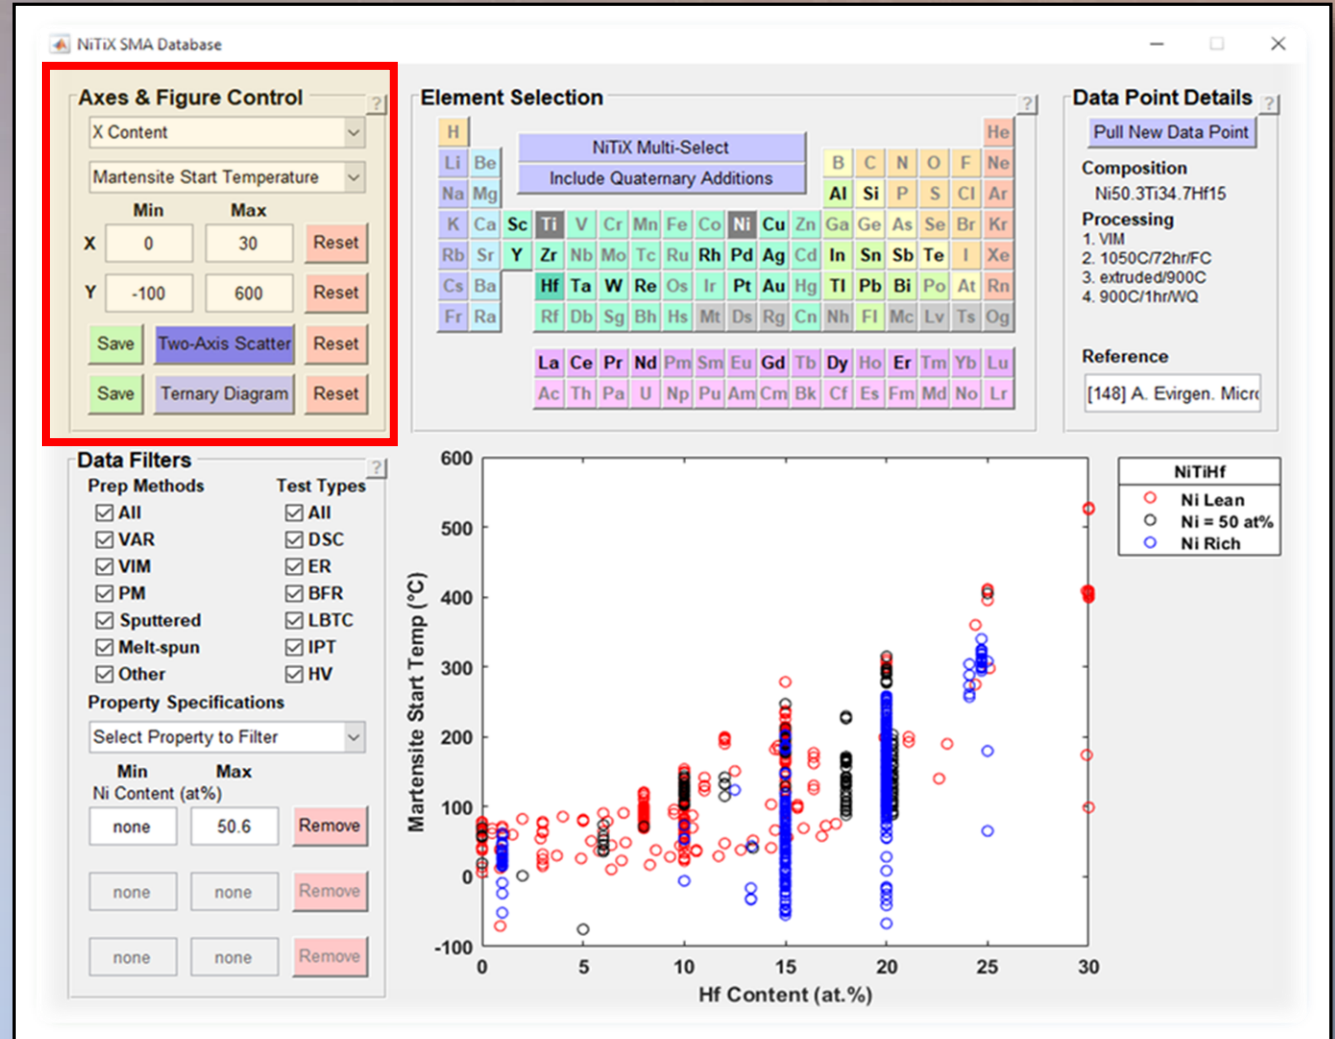 NiTiX SMA Database
Axes & Figure Control
?
X Content
Martensite Start Temperature
Min Max
X 0 30 Reset
Y -100 600 Reset
Save Two-Axis Scatter Reset
Save Ternary Diagram Reset
Element Selection
?
NiTiX Multi-Select
Include Quaternary Additions
H He
Li Be B C N O F Ne
Na Mg Al Si P S Cl Ar
K Ca Sc Ti V Cr Mn Fe Co Ni Cu Zn Ga Ge As Se Br Kr
Rb Sr Y Zr Nb Mo Tc Ru Rh Pd Ag Cd In Sn Sb Te I Xe
Cs Ba Hf Ta W Re Os Ir Pt Au Hg Tl Pb Bi Po At Rn
Fr Ra Rf Db Sg Bh Hs Mt Ds Rg Cn Nh Fl Mc Lv Ts Og
La Ce Pr Nd Pm Sm Eu Gd Tb Dy Ho Er Tm Yb Lu
Ac Th Pa U Np Pu Am Cm Bk Cf Es Fm Md No Lr
Data Point Details
?
Pull New Data Point
Composition
Ni50.3Ti34.7Hf15
Processing
1. VIM
2. 1050C/72hr/FC
3. extruded/900C
4. 900C/1hr/WQ
Reference
[148] A. Evirgen. Micro
Data Filters
?
Prep Methods Test Types
All All
VAR DSC
VIM ER
PM BFR
Sputtered LBTC
Melt-spun IPT
Other HV
Property Specifications
Select Property to Filter
Min Max
Ni Content (at%)
none 50.6 Remove
none none Remove
none none Remove
600
500
400
300
200
100
0
-100
Martensite Start Temp (°C)
0 5 10 15 20 25 30
Hf Content (at.%)
NiTiHf
Ni Lean
Ni = 50 at%
Ni Rich